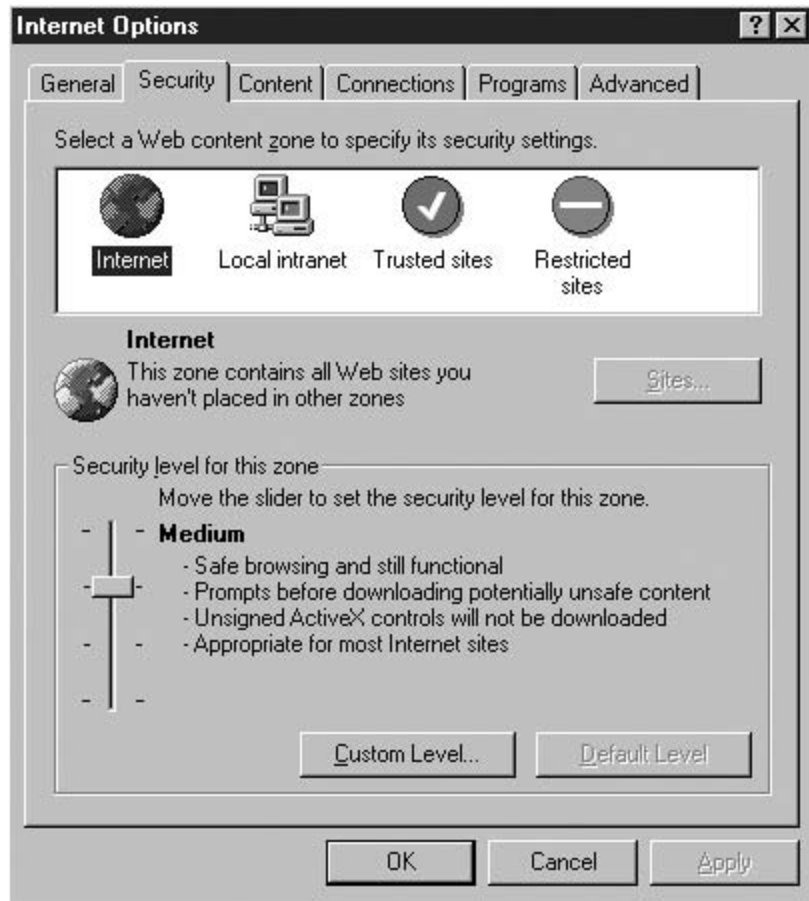 Internet Options
General Security Content Connections Programs Advanced
Select a Web content zone to specify its security settings.
Internet Local intranet Trusted sites Restricted
sites
Internet
This zone contains all Web sites you
haven't placed in other zones
Sites...
Security level for this zone
Move the slider to set the security level for this zone.
Medium
- Safe browsing and still functional
- Prompts before downloading potentially unsafe content
- Unsigned ActiveX controls will not be downloaded
- Appropriate for most Internet sites
Custom Level... Default Level
OK Cancel Apply